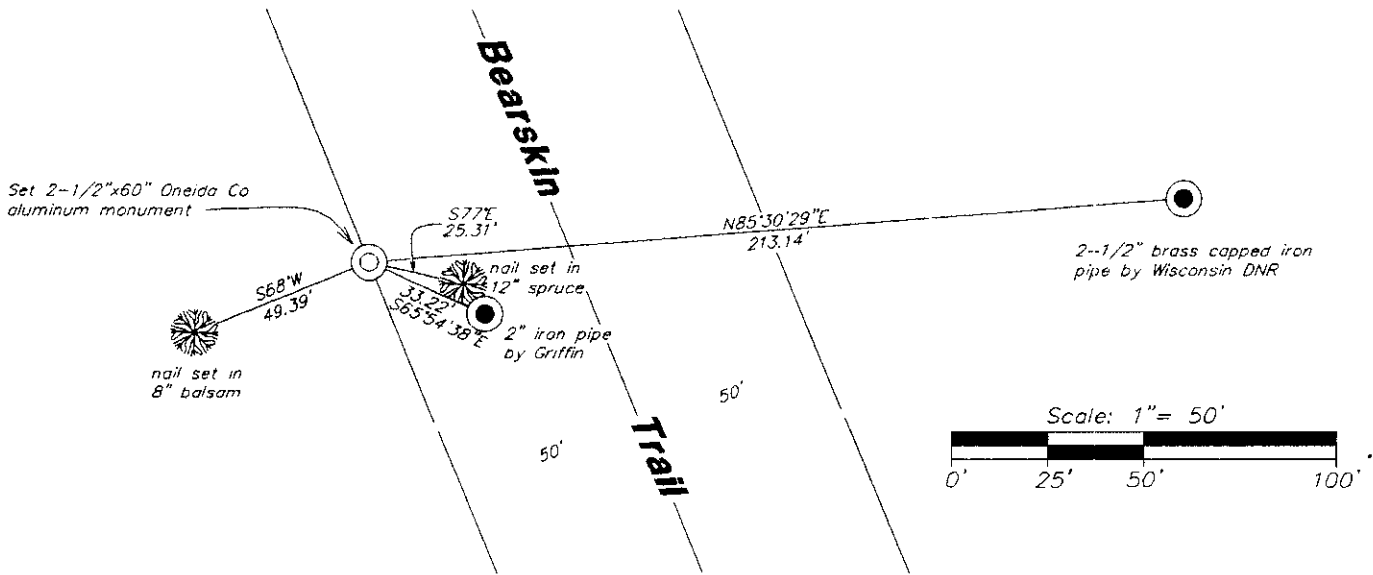 Bearskin
Set 2-1/2"x60" Oneida Co
aluminum monument
S77°E
25.31'
N85°30'29"E
213.14'
2--1/2" brass capped iron
pipe by Wisconsin DNR
nail set in
12" spruce
S68°W
49.39'
33.22'
S65°54'38"E
2" iron pipe
by Griffin
nail set in
8" balsam
50'
50'
Trail
Scale: 1"= 50'
0' 25' 50' 100'